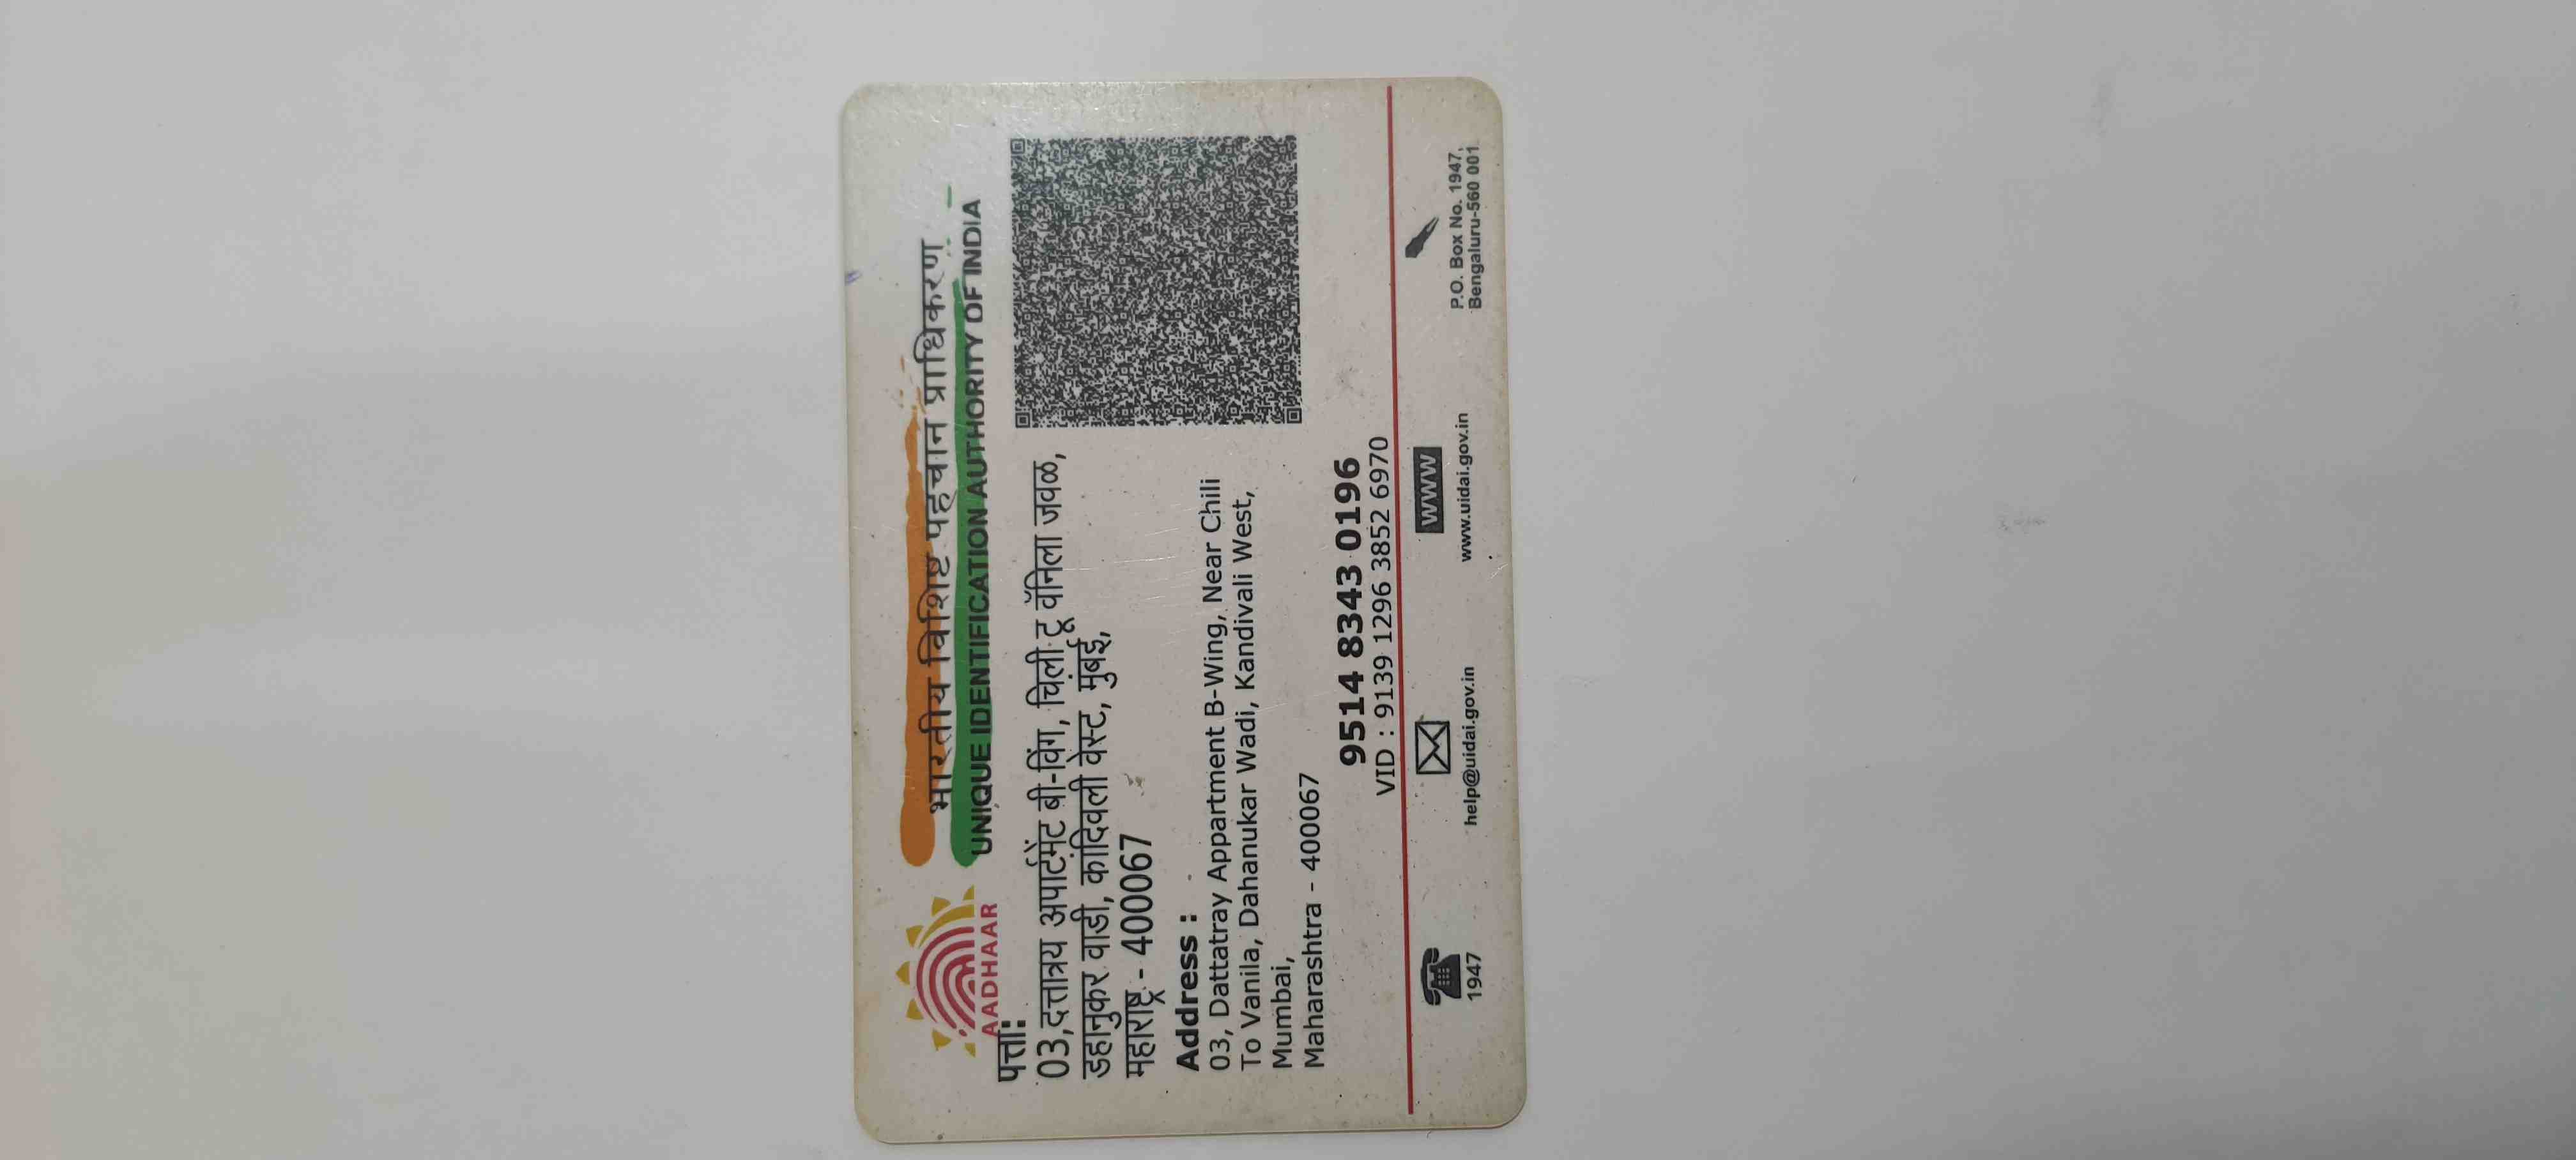 भारतीय विशिष्ट पहचान प्राधिकरण
UNIQUE IDENTIFICATION AUTHORITY OF INDIA
AADHAAR
पत्ता:
03,दत्तात्रय अपार्टमेंट बी-विंग, चिली टू वॅनिला जवळ,
डहानुकर वाडी, कांदिवली वेस्ट, मुंबई,
महाराष्ट्र - 400067
Address :
03, Dattatray Appartment B-Wing, Near Chili
To Vanila, Dahanukar Wadi, Kandivali West,
Mumbai,
Maharashtra - 400067
9514 8343 0196
VID : 9139 1296 3852 6970
1947
help@uidai.gov.in
www
www.uidai.gov.in
P.O. Box No. 1947,
Bengaluru-560 001